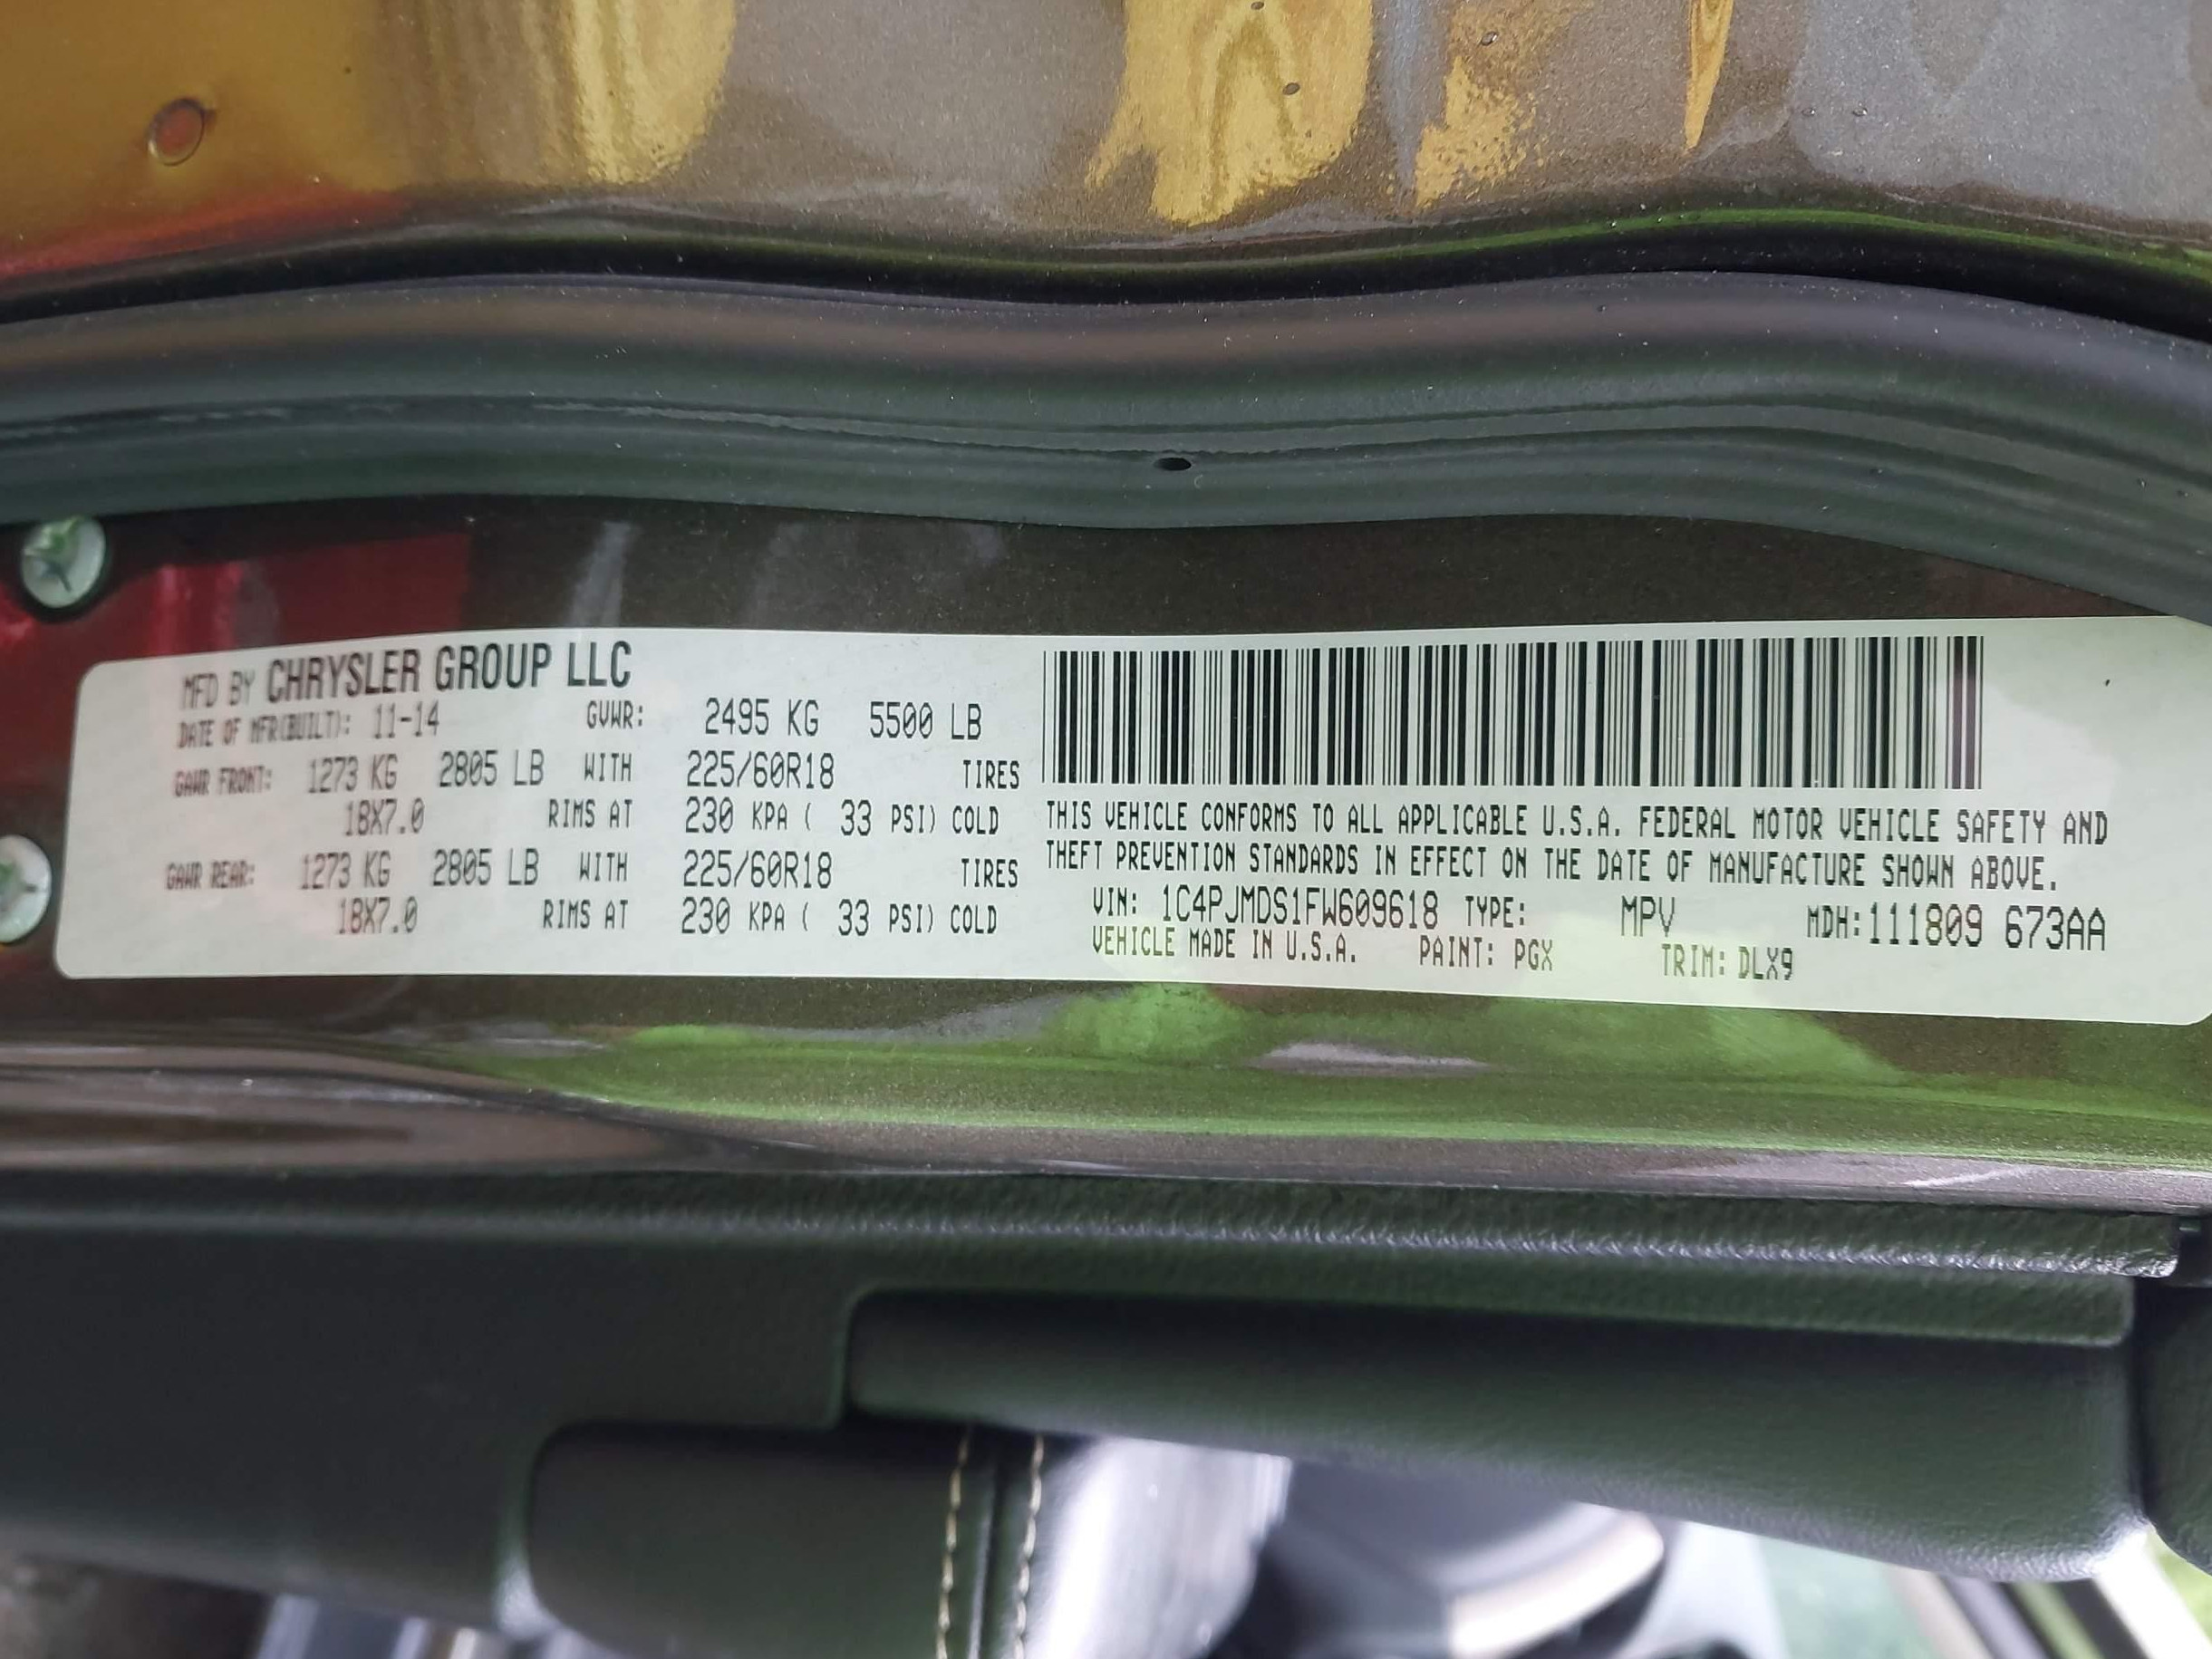 MFD BY CHRYSLER GROUP LLC
DATE OF MFR(BUILT): 11-14 GVWR: 2495 KG 5500 LB
GAWR FRONT: 1273 KG 2805 LB WITH 225/60R18 TIRES
18X7.0 RIMS AT 230 KPA ( 33 PSI) COLD
GAWR REAR: 1273 KG 2805 LB WITH 225/60R18 TIRES
18X7.0 RIMS AT 230 KPA ( 33 PSI) COLD
THIS VEHICLE CONFORMS TO ALL APPLICABLE U.S.A. FEDERAL MOTOR VEHICLE SAFETY AND
THEFT PREVENTION STANDARDS IN EFFECT ON THE DATE OF MANUFACTURE SHOWN ABOVE.
VIN: 1C4PJMDS1FW609618 TYPE: MPV MDH:111809 673AA
VEHICLE MADE IN U.S.A. PAINT: PGX TRIM: DLX9